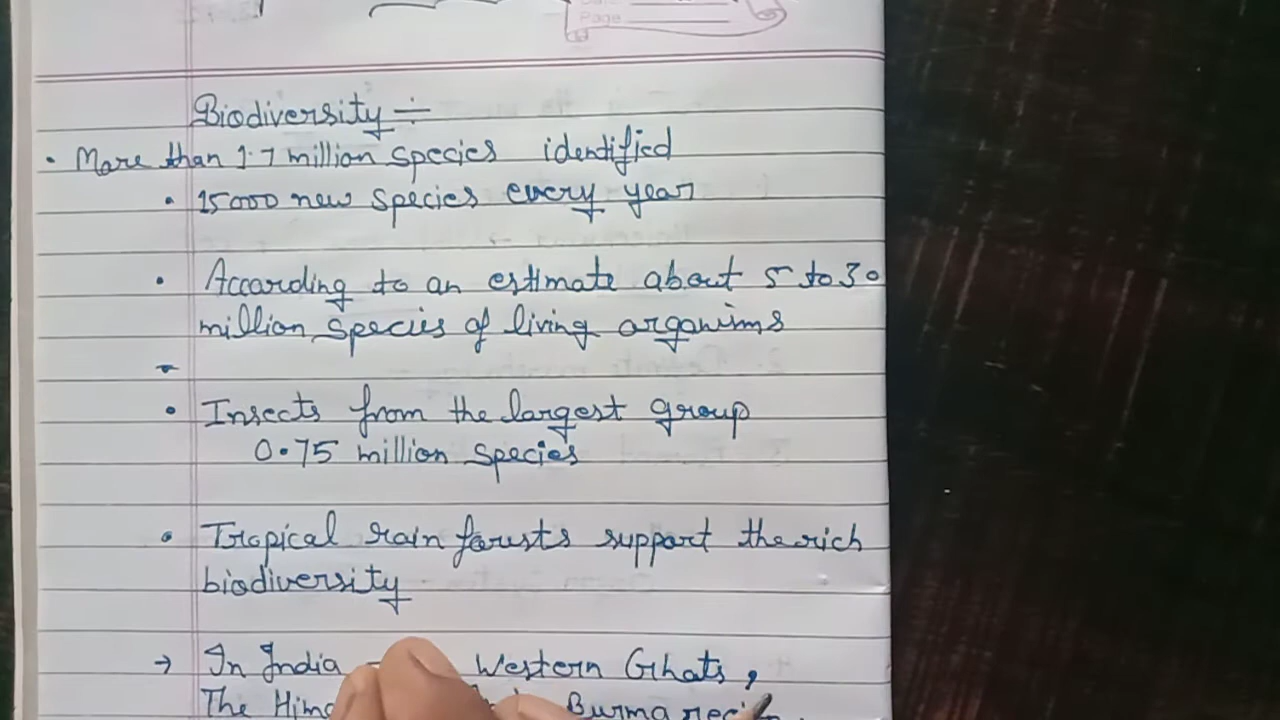 Page
Biodiversity ÷
• More than 1.7 million species identified
• 15000 new species every year
• According to an estimate about 5 to 30
million species of living organisms
• Insects from the largest group
0.75 million species
• Tropical rain forests support the rich
biodiversity
→ In India Western Ghats,
The Burma